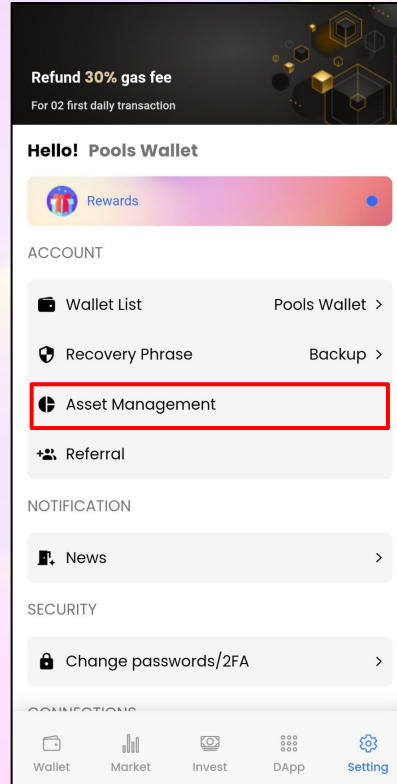 Refund 30% gas fee
For 02 first daily transaction
Hello! Pools Wallet
Rewards
ACCOUNT
Wallet List Pools Wallet >
Recovery Phrase Backup >
Asset Management
Referral
NOTIFICATION
News >
SECURITY
Change passwords/2FA >
CONNECTIONS
Wallet Market Invest DApp Setting